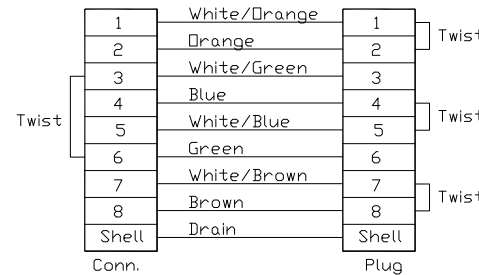 White/Orange
1 1
Orange
Twist
2 2
White/Green
3 3
Blue
4 4
Twist
White/Blue
Twist
5 5
Green
6 6
White/Brown
7 7
Brown
Twist
8 8
Drain
Shell Shell
Conn. Plug